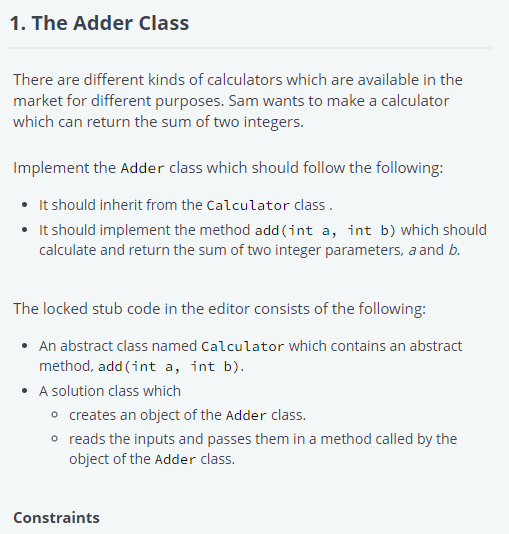 1. The Adder Class
There are different kinds of calculators which are available in the
market for different purposes. Sam wants to make a calculator
which can return the sum of two integers.
Implement the Adder class which should follow the following:
• It should inherit from the Calculator class .
• It should implement the method add(int a, int b) which should
calculate and return the sum of two integer parameters, a and b.
The locked stub code in the editor consists of the following:
• An abstract class named Calculator which contains an abstract
method, add(int a, int b).
• A solution class which
◦ creates an object of the Adder class.
◦ reads the inputs and passes them in a method called by the
object of the Adder class.
Constraints